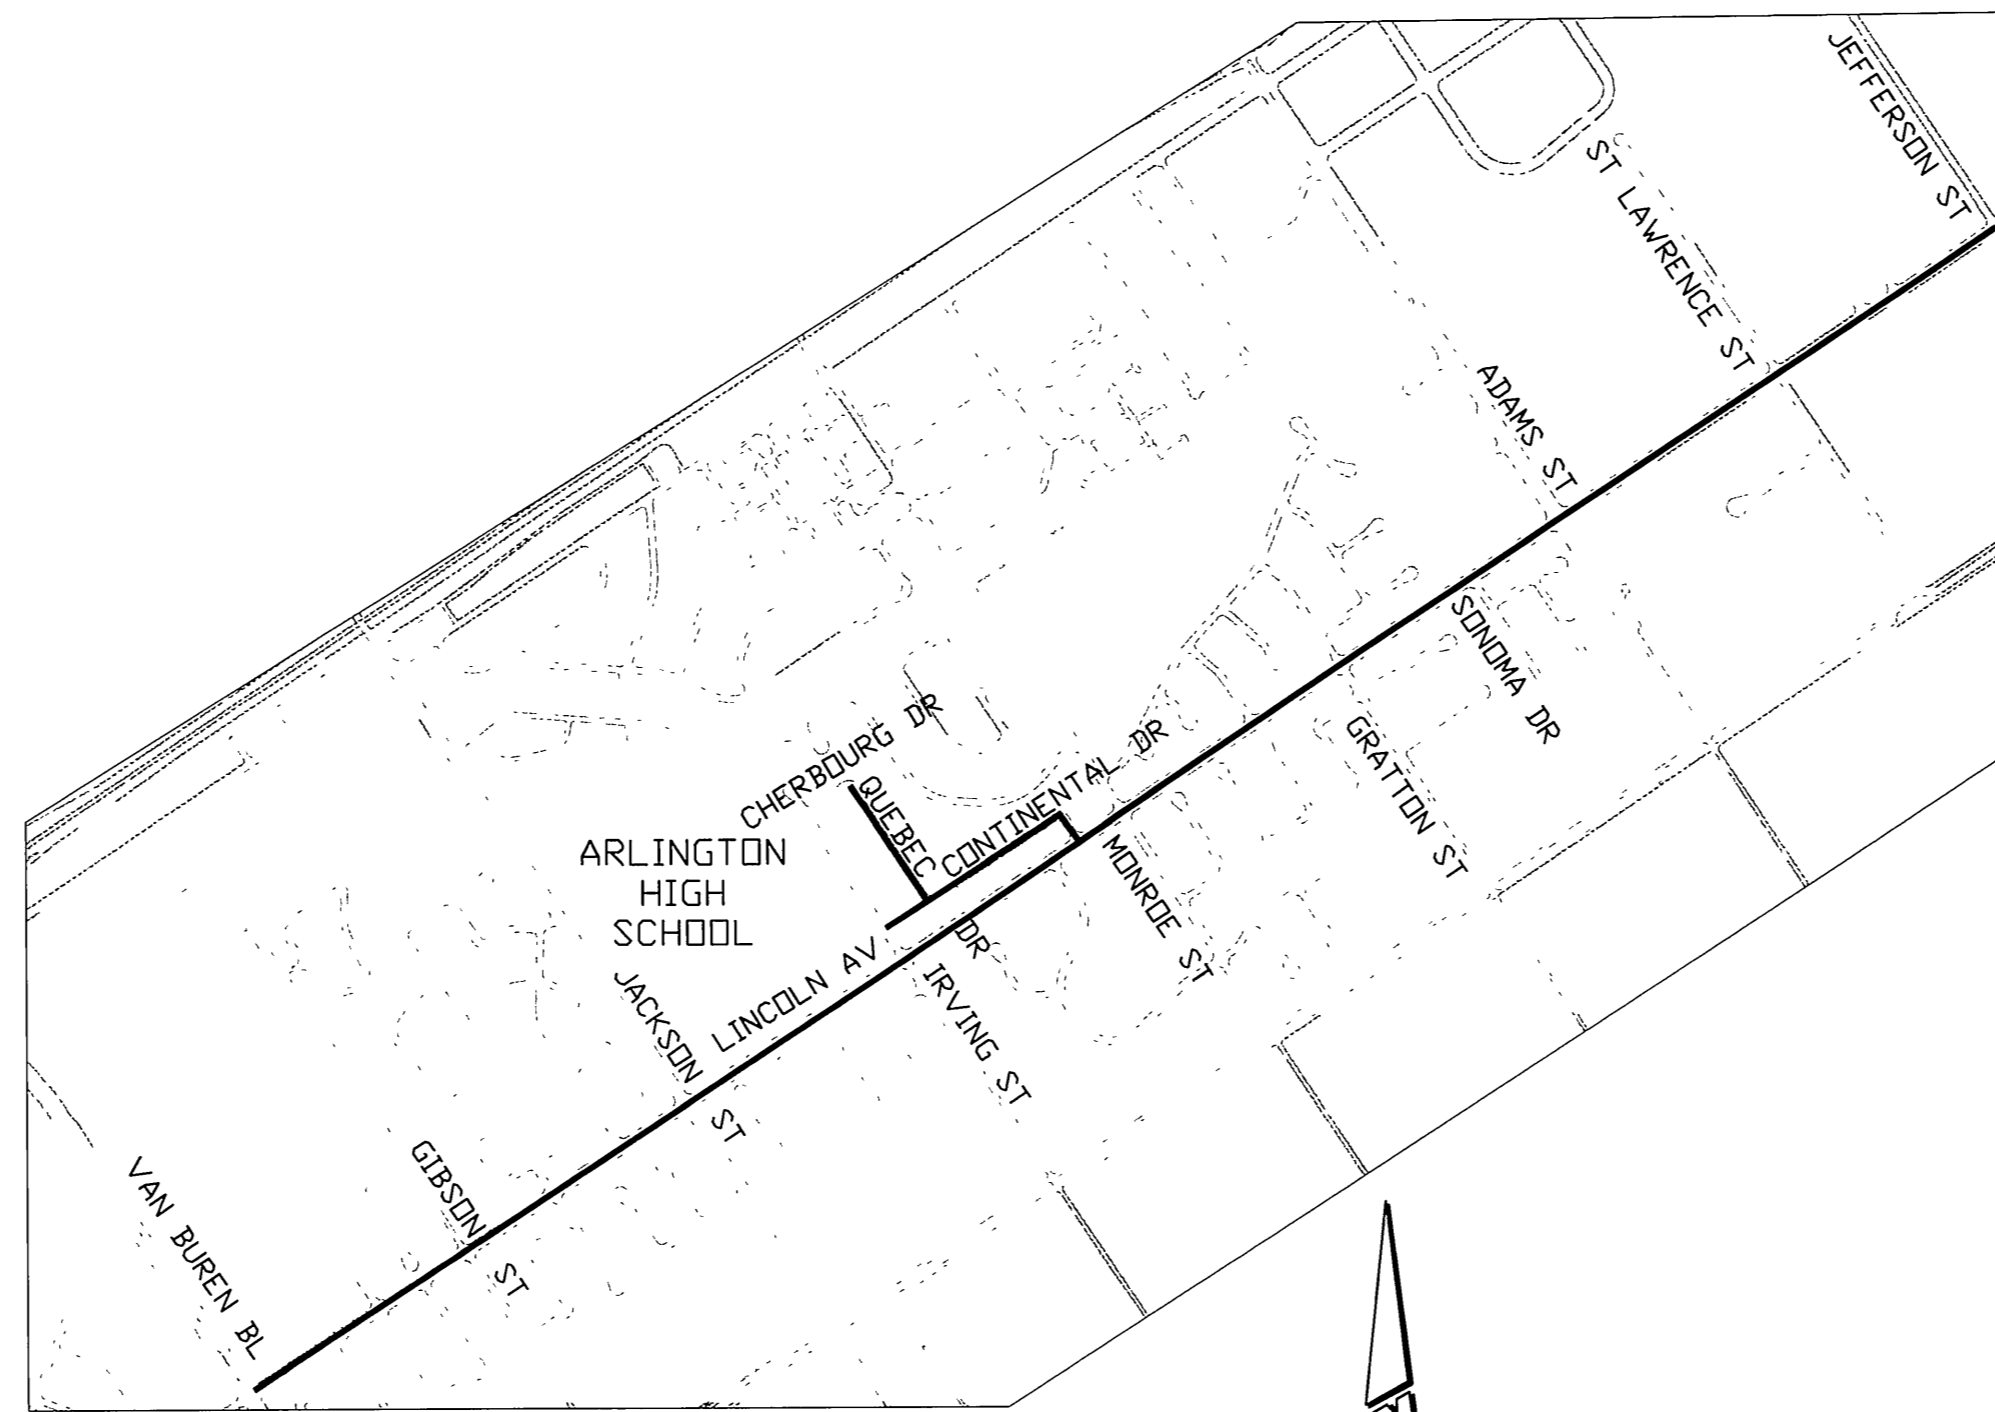 JEFFERSON ST
ST LAWRENCE ST
ADAMS ST
SONOMA DR
GRATTON ST
CHERBOURG DR
QUEBEC
CONTINENTAL DR
MONROE ST
ARLINGTON
HIGH
SCHOOL
LINCOLN AV
DR
IRVING ST
JACKSON ST
GIBSON ST
VAN BUREN BL